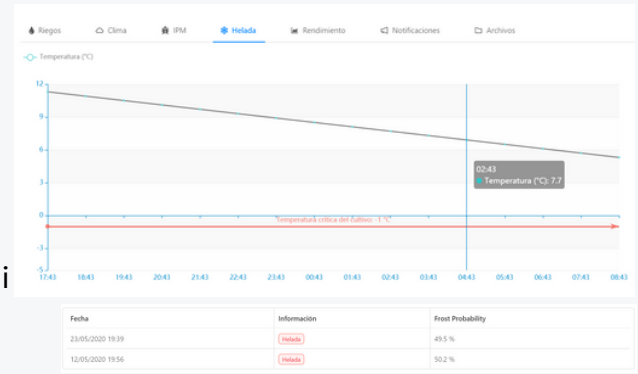 Riegos Clima IPM Helada Rendimiento Notificaciones Archivos
Temperatura (°C)
12
9
6
02:43
Temperatura (°C): 7.7
3
0
Temperatura crítica del cultivo: -1 °C
-3
-5
17:43 18:43 19:43 20:43 21:43 22:43 23:43 00:43 01:43 02:43 03:43 04:43 05:43 06:43 07:43 08:43
i
Fecha Información Frost Probability
23/05/2020 19:39 Helada 49.5 %
12/05/2020 19:56 Helada 50.2 %